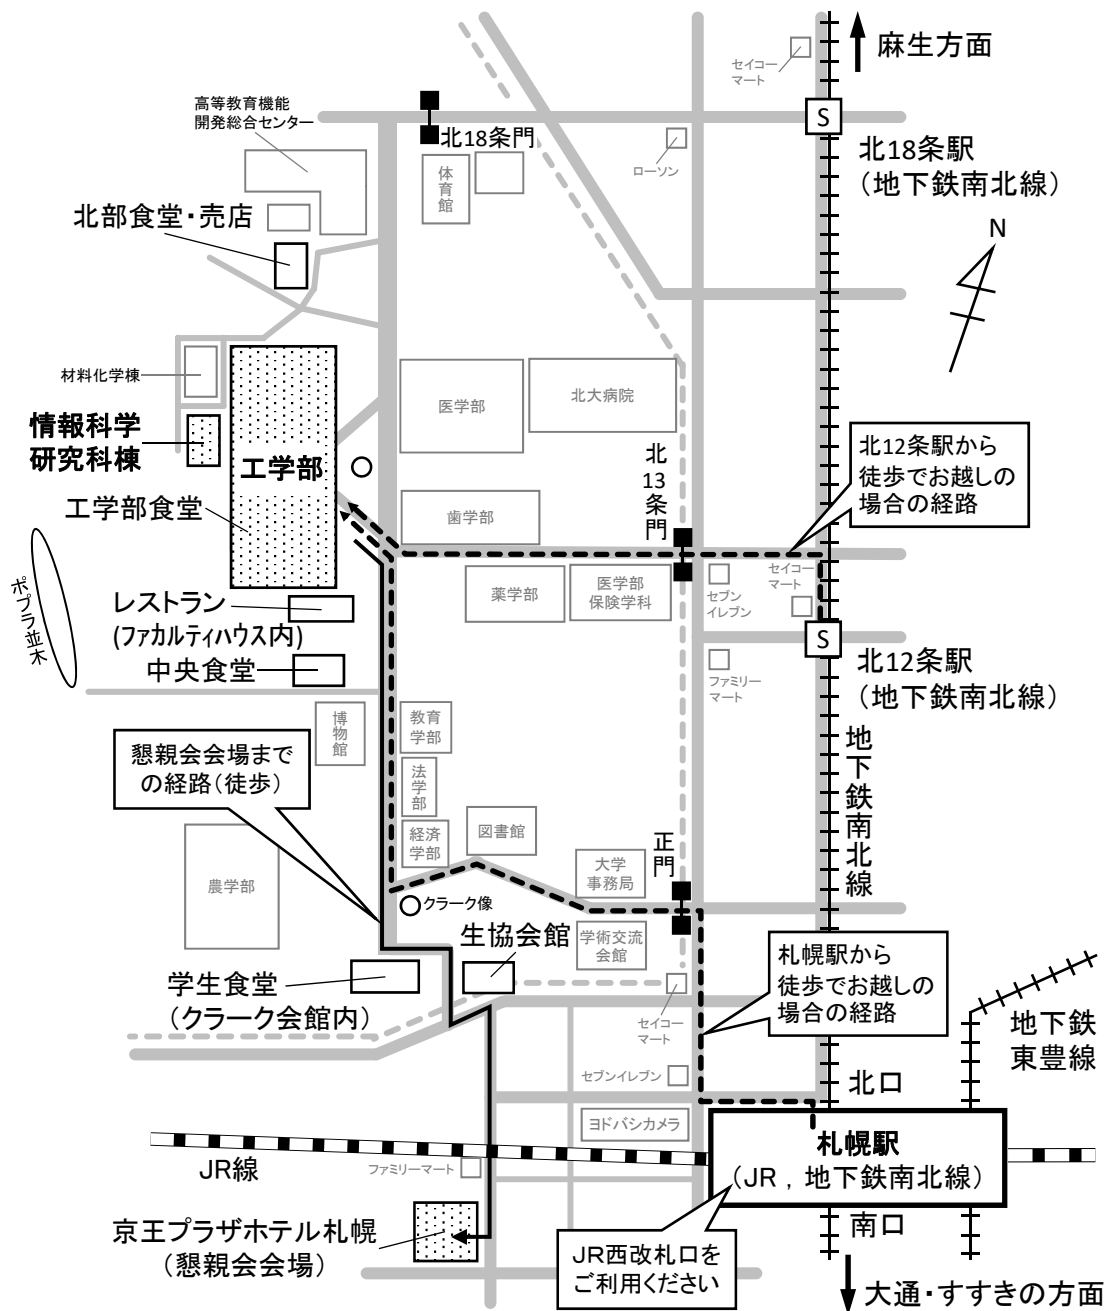 麻生方面
セイコー
マート
S
高等教育機能
開発総合センター
北18条門
体育館
ローソン
北18条駅
（地下鉄南北線）
北部食堂・売店
N
材料化学棟
医学部
北大病院
情報科学
研究科棟
工学部
北13条門
北12条駅から
徒歩でお越しの
場合の経路
工学部食堂
歯学部
セイコー
マート
ポプラ並木
薬学部
医学部
保険学科
セブン
イレブン
レストラン
(ファカルティハウス内)
S
中央食堂
ファミリー
マート
北12条駅
（地下鉄南北線）
博物館
教育
学部
地下鉄南北線
懇親会会場まで
の経路（徒歩）
法学部
経済
学部
図書館
正門
大学
事務局
農学部
クラーク像
生協会館
学術交流
会館
札幌駅から
徒歩でお越しの
場合の経路
学生食堂
（クラーク会館内）
セイコー
マート
地下鉄
東豊線
セブンイレブン
北口
ヨドバシカメラ
札幌駅
（JR，地下鉄南北線）
JR線
ファミリーマート
南口
京王プラザホテル札幌
（懇親会会場）
JR西改札口を
ご利用ください
大通・すすきの方面